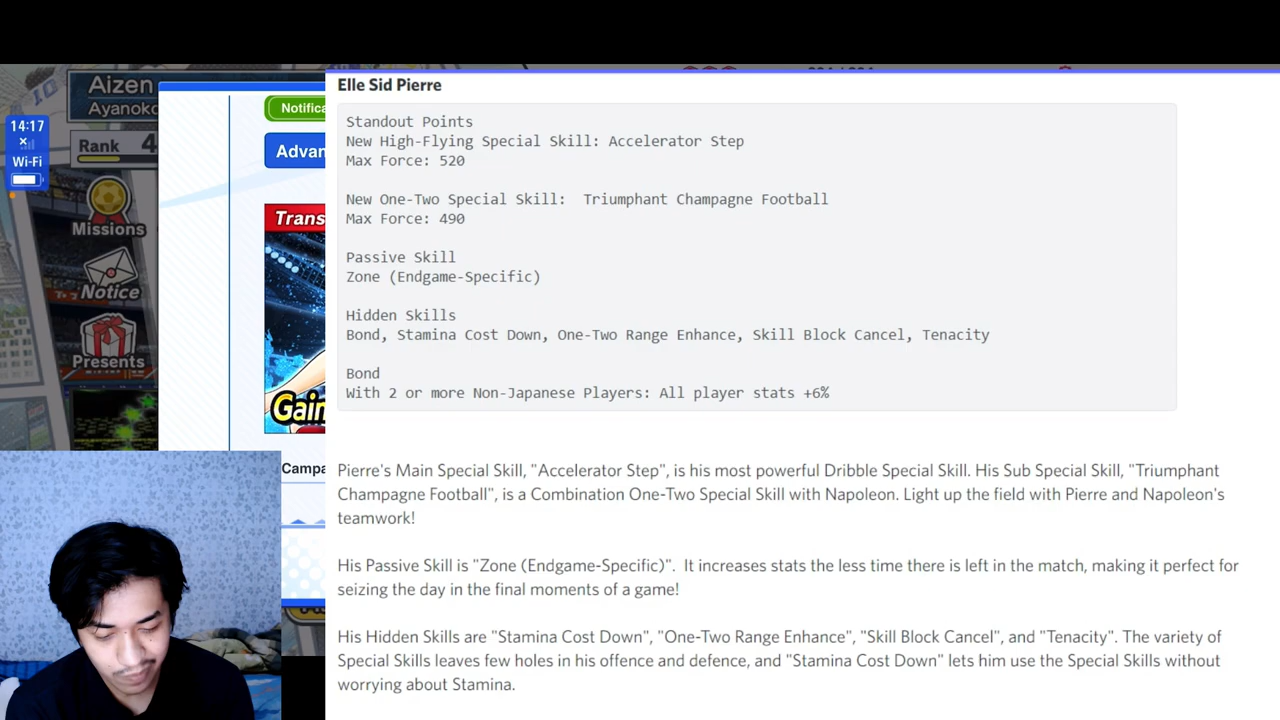 Aizen
Ayanoko
14:17
Wi-Fi
Rank 4
Missions
Notice
Presents
Notifica
Advan
Trans
Gain
Campa
Elle Sid Pierre
Standout Points
New High-Flying Special Skill: Accelerator Step
Max Force: 520
New One-Two Special Skill: Triumphant Champagne Football
Max Force: 490
Passive Skill
Zone (Endgame-Specific)
Hidden Skills
Bond, Stamina Cost Down, One-Two Range Enhance, Skill Block Cancel, Tenacity
Bond
With 2 or more Non-Japanese Players: All player stats +6%
Pierre's Main Special Skill, "Accelerator Step", is his most powerful Dribble Special Skill. His Sub Special Skill, "Triumphant
Champagne Football", is a Combination One-Two Special Skill with Napoleon. Light up the field with Pierre and Napoleon's
teamwork!
His Passive Skill is "Zone (Endgame-Specific)". It increases stats the less time there is left in the match, making it perfect for
seizing the day in the final moments of a game!
His Hidden Skills are "Stamina Cost Down", "One-Two Range Enhance", "Skill Block Cancel", and "Tenacity". The variety of
Special Skills leaves few holes in his offence and defence, and "Stamina Cost Down" lets him use the Special Skills without
worrying about Stamina.